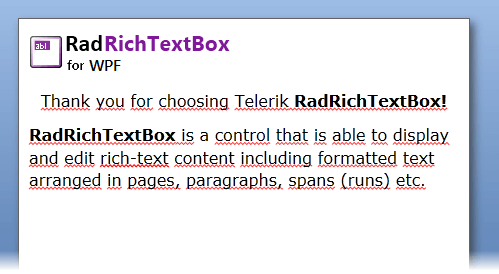 abl
RadRichTextBox
for WPF
Thank you for choosing Telerik RadRichTextBox!
RadRichTextBox is a control that is able to display
and edit rich-text content including formatted text
arranged in pages, paragraphs, spans (runs) etc.